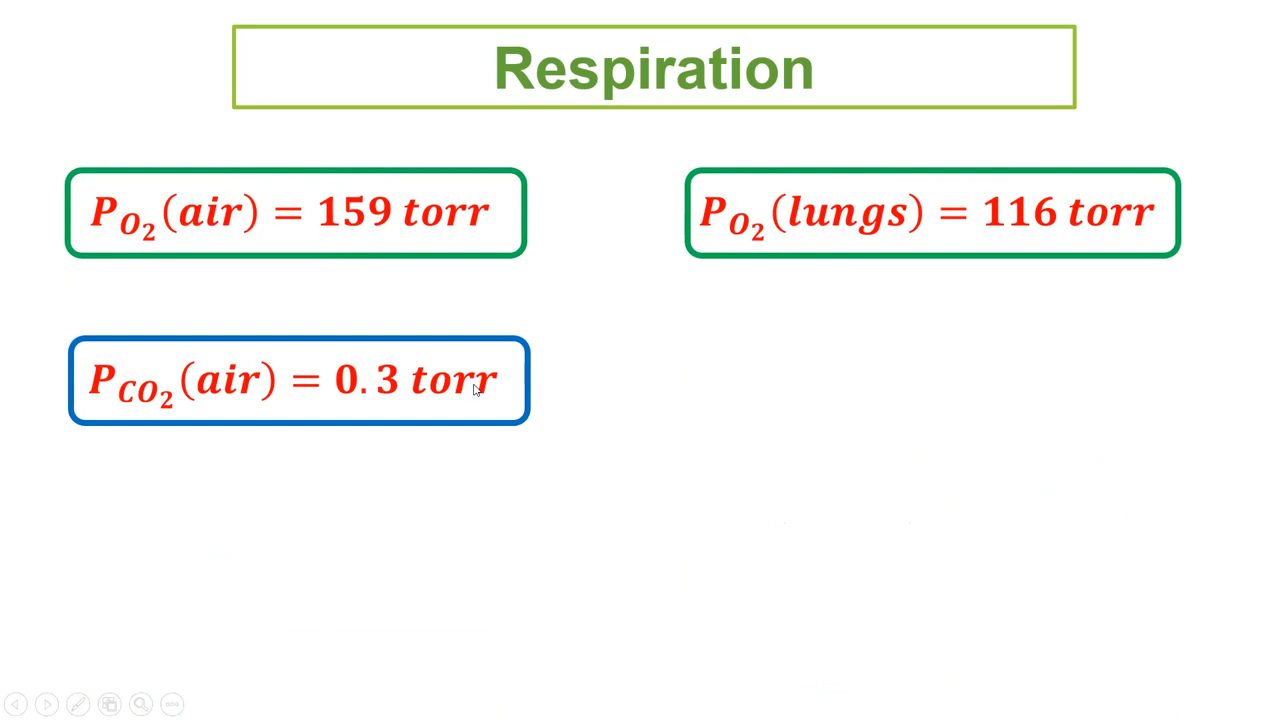 Respiration
P_{O_2}(air) = 159 torr
P_{O_2}(lungs) = 116 torr
P_{CO_2}(air) = 0.3 torr